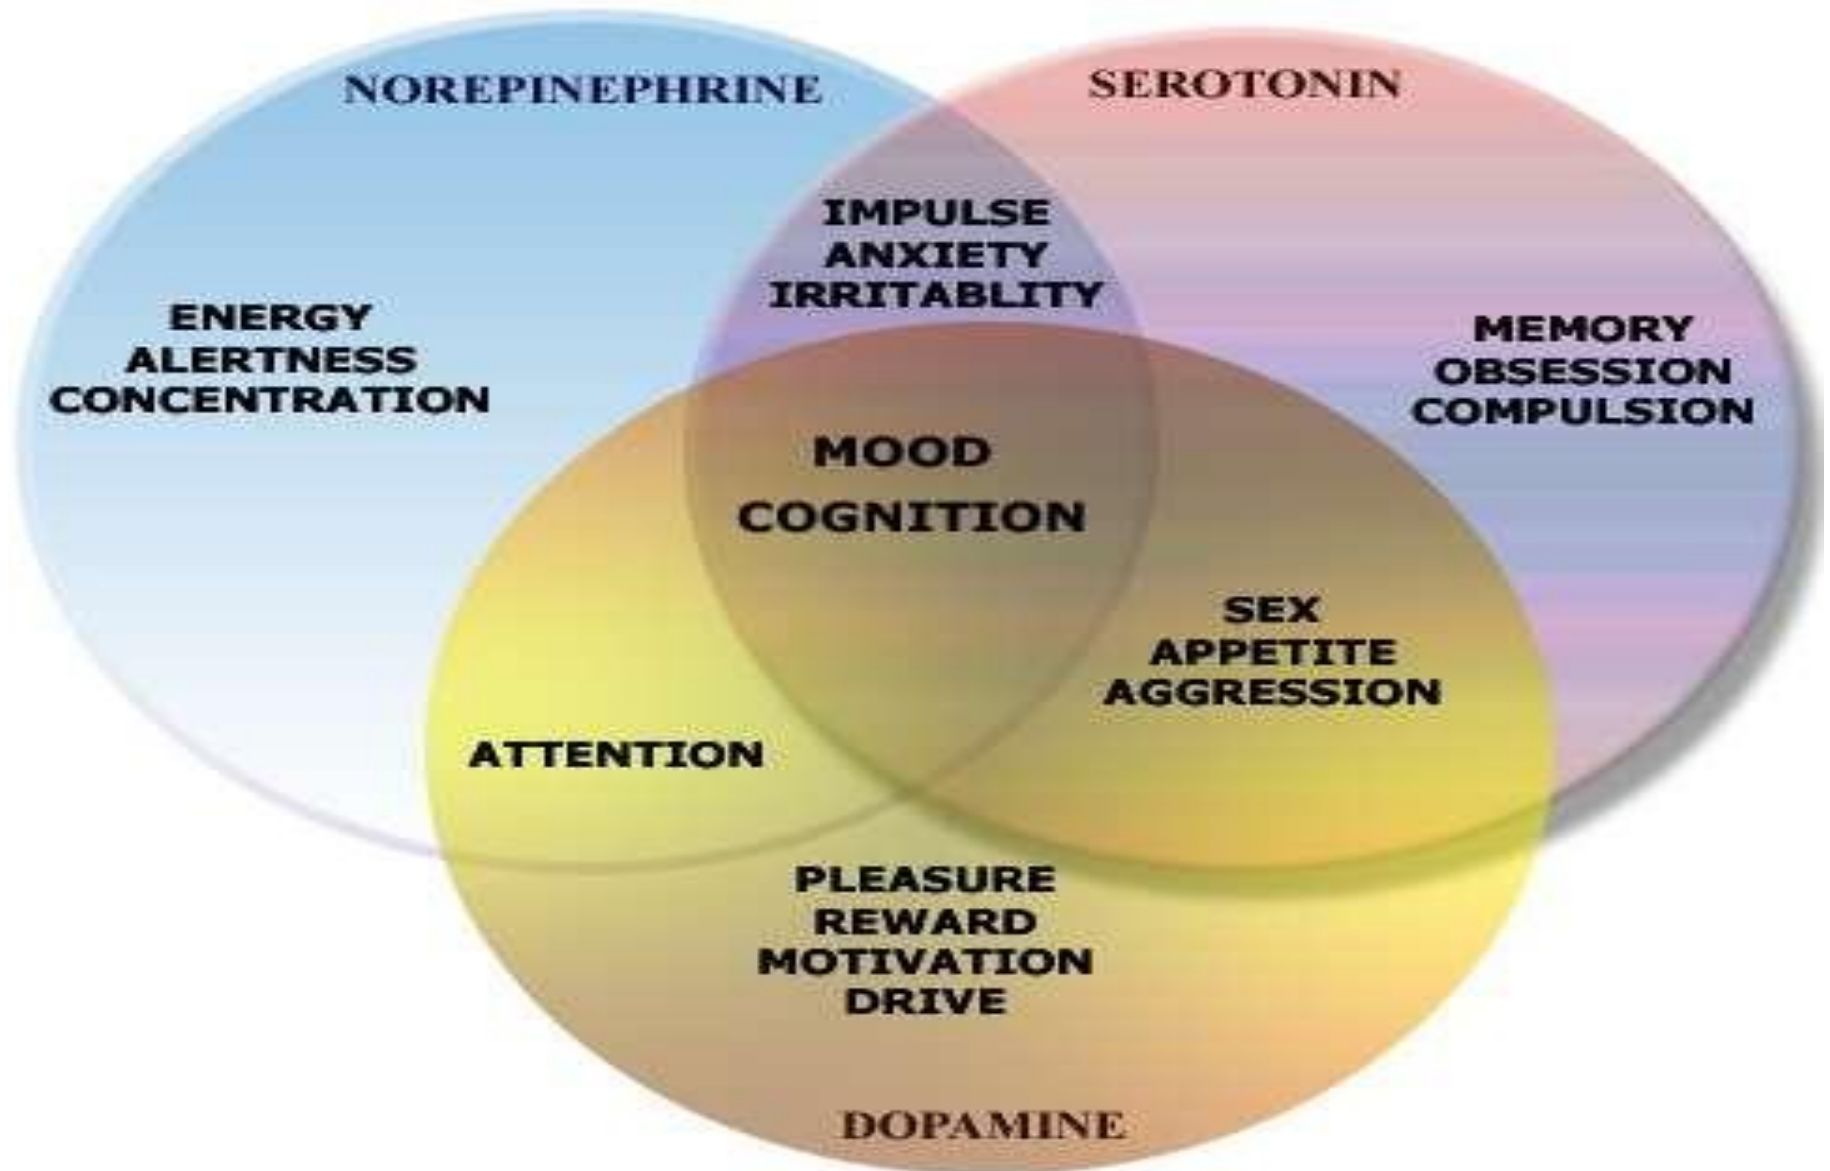 NOREPINEPHRINE
SEROTONIN
IMPULSE
ANXIETY
IRRITABLITY
ENERGY
ALERTNESS
CONCENTRATION
MEMORY
OBSESSION
COMPULSION
MOOD
COGNITION
SEX
APPETITE
AGGRESSION
ATTENTION
PLEASURE
REWARD
MOTIVATION
DRIVE
DOPAMINE